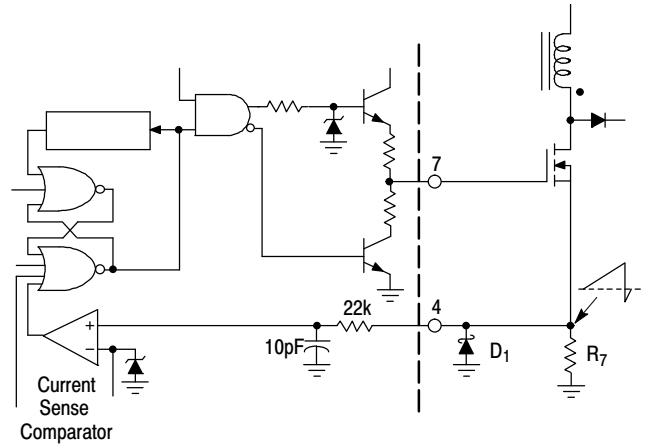 7
22k
4
+
10pF
−
D1
R7
Current
Sense
Comparator